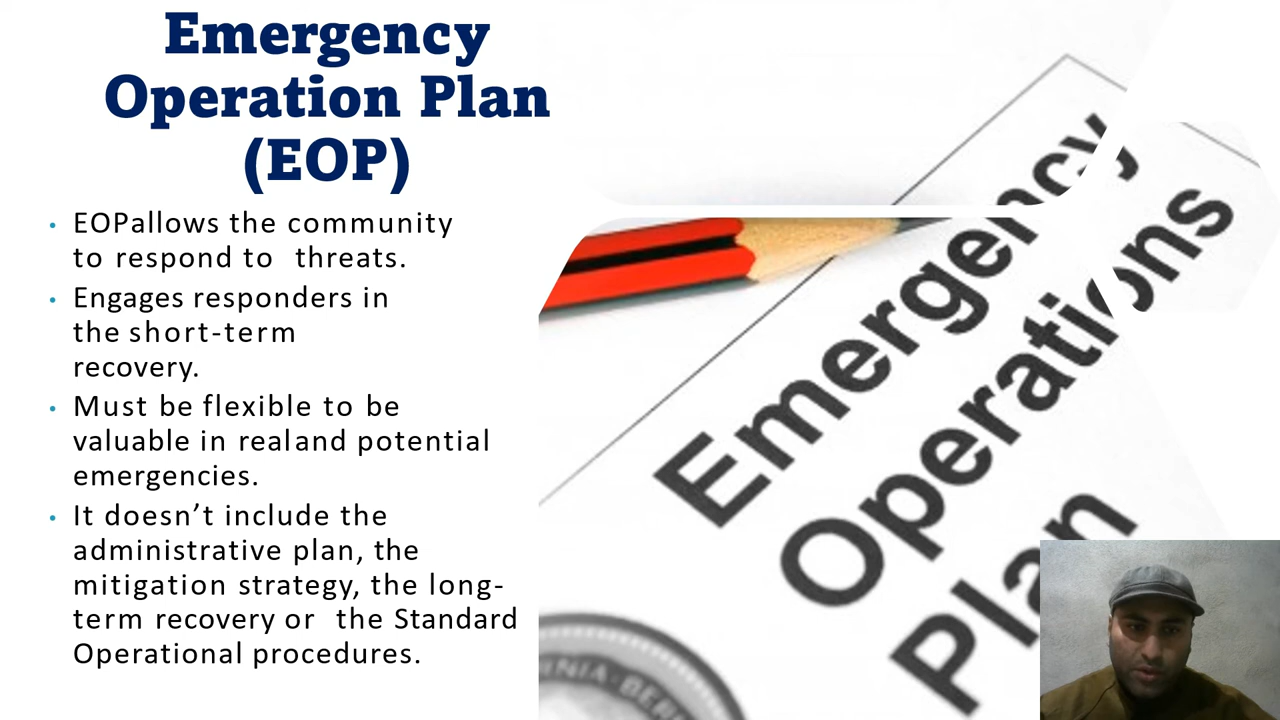 Emergency
Operation Plan
(EOP)
• EOPallows the community
to respond to threats.
• Engages responders in
the short-term
recovery.
• Must be flexible to be
valuable in realand potential
emergencies.
• It doesn’t include the
administrative plan, the
mitigation strategy, the long-
term recovery or the Standard
Operational procedures.
Emergency
Operations
Plan